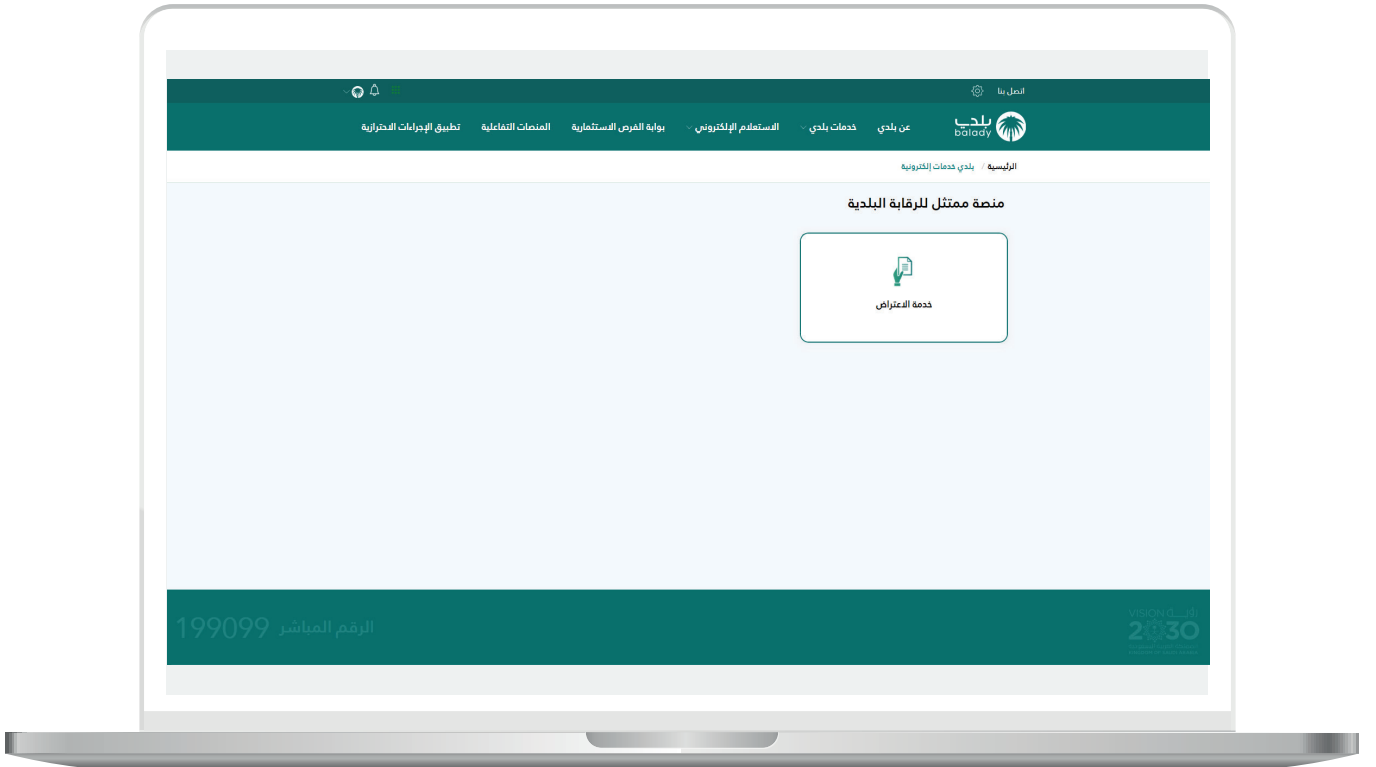 اتصل بنا
بلدي
balady
عن بلدي
خدمات بلدي
الاستعلام الإلكتروني
بوابة الفرص الاستثمارية
المنصات التفاعلية
تطبيق الإجراءات الاحترازية
الرئيسية / بلدي خدمات إلكترونية
منصة ممتثل للرقابة البلدية
خدمة الاعتراض
VISION رؤيــة
2030
الرقم المباشر 199099